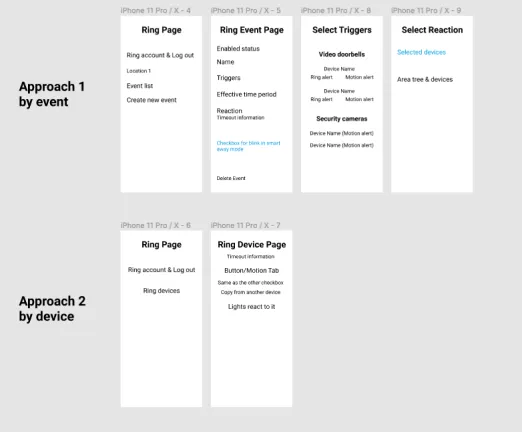 iPhone 11 Pro / X - 4
iPhone 11 Pro / X - 5
iPhone 11 Pro / X - 8
iPhone 11 Pro / X - 9
Approach 1
by event
Ring Page
Ring account & Log out
Location 1
Event list
Create new event
Ring Event Page
Enabled status
Name
Triggers
Effective time period
Reaction
Timeout information
Checkbox for blink in smart
away mode
Delete Event
Select Triggers
Video doorbells
Device Name
Ring alert Motion alert
Device Name
Ring alert Motion alert
Security cameras
Device Name (Motion alert)
Device Name (Motion alert)
Select Reaction
Selected devices
Area tree & devices
iPhone 11 Pro / X - 6
iPhone 11 Pro / X - 7
Approach 2
by device
Ring Page
Ring account & Log out
Ring devices
Ring Device Page
Timeout information
Button/Motion Tab
Same as the other checkbox
Copy from another device
Lights react to it